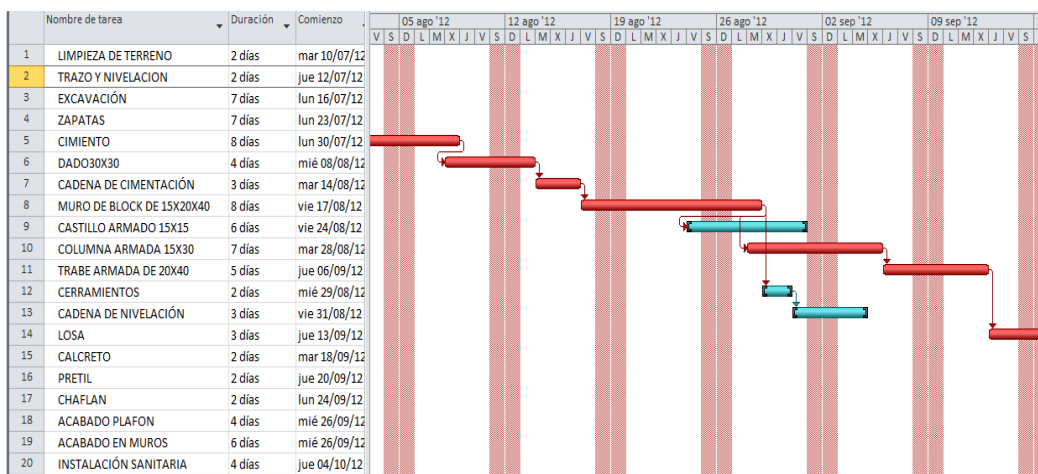 Nombre de tarea Duración Comienzo 05 ago '12 12 ago '12 19 ago '12 26 ago '12 02 sep '12 09 sep '12
V S D L M X J V S D L M X J V S D L M X J V S D L M X J V S D L M X J V S D L M X J V S
1 LIMPIEZA DE TERRENO 2 días mar 10/07/12
2 TRAZO Y NIVELACION 2 días jue 12/07/12
3 EXCAVACIÓN 7 días lun 16/07/12
4 ZAPATAS 7 días lun 23/07/12
5 CIMIENTO 8 días lun 30/07/12
6 DADO30X30 4 días mié 08/08/12
7 CADENA DE CIMENTACIÓN 3 días mar 14/08/12
8 MURO DE BLOCK DE 15X20X40 8 días vie 17/08/12
9 CASTILLO ARMADO 15X15 6 días vie 24/08/12
10 COLUMNA ARMADA 15X30 7 días mar 28/08/12
11 TRABE ARMADA DE 20X40 5 días jue 06/09/12
12 CERRAMIENTOS 2 días mié 29/08/12
13 CADENA DE NIVELACIÓN 3 días vie 31/08/12
14 LOSA 3 días jue 13/09/12
15 CALCRETO 2 días mar 18/09/12
16 PRETIL 2 días jue 20/09/12
17 CHAFLAN 2 días lun 24/09/12
18 ACABADO PLAFON 4 días mié 26/09/12
19 ACABADO EN MUROS 6 días mié 26/09/12
20 INSTALACIÓN SANITARIA 4 días jue 04/10/12